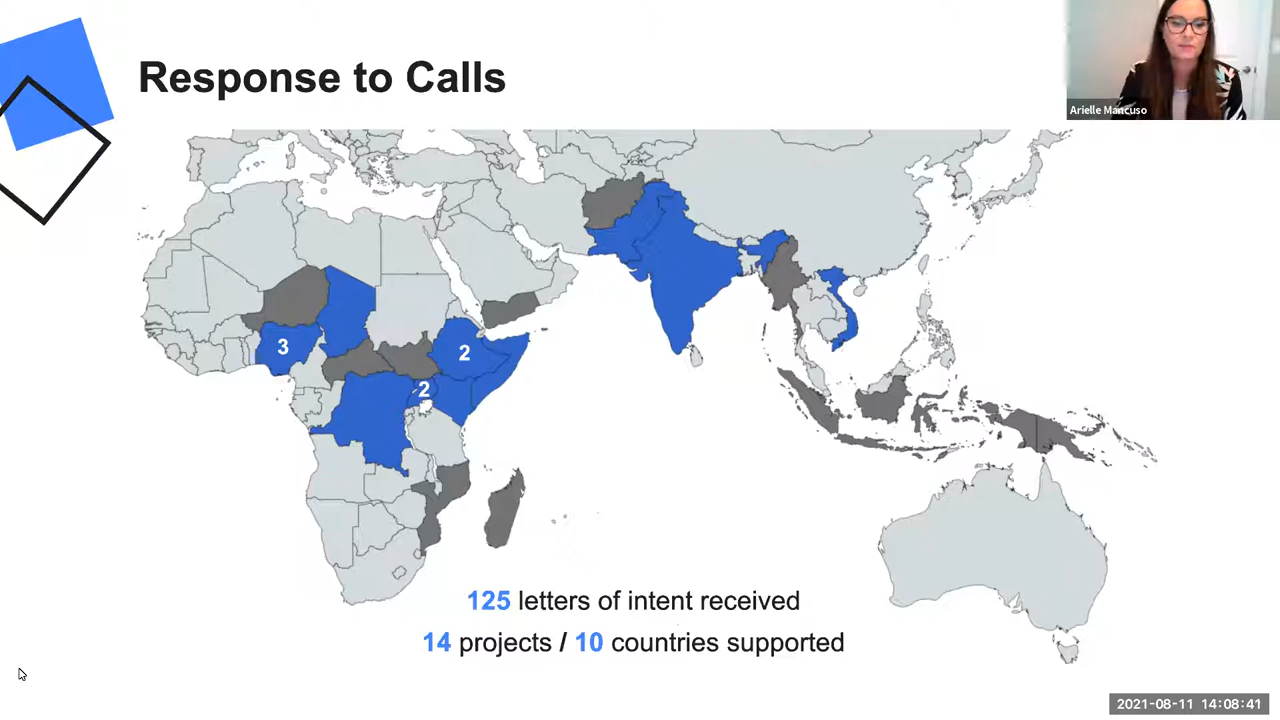 Response to Calls
Arielle Mancuso
3
2
2
125 letters of intent received
14 projects / 10 countries supported
2021-08-11 14:08:41